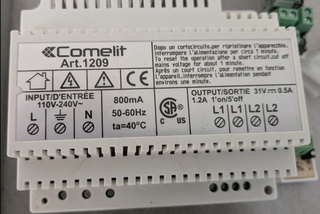 Comelit
Art.1209
Dopo un cortocircuito,per ripristinare l'apparecchio,
interrompere l'alimentazione per circa 1 minuto.
To reset the operation after a short circuit,cut off
mains voltage for about 1 minute.
Après un court circuit, pour remettre en fonction
l'appareil,interrompre l'alimentation pendant
environ une minute.
INPUT/D'ENTRÉE
110V-240V~
L N
800mA
50-60Hz
ta=40°C
SA
C US
OUTPUT/SORTIE 31V 0.5A
1.2A 1'on/5'off
L1 L1 L2 L2